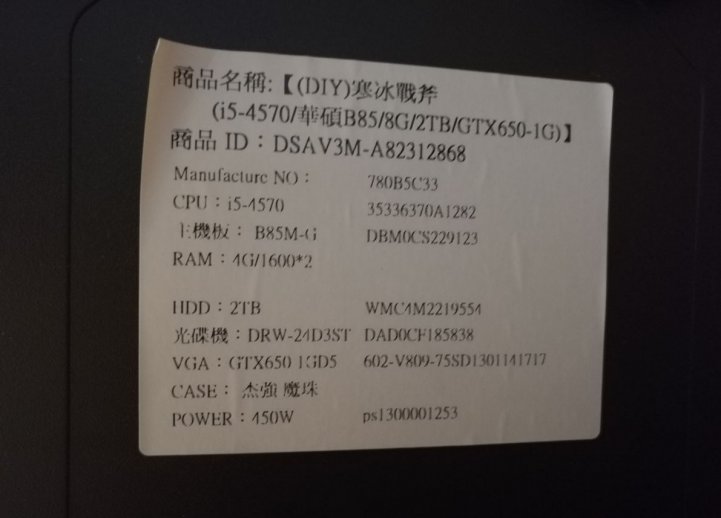 商品名稱:【(DIY)寒冰戰斧
(i5-4570/華碩B85/8G/2TB/GTX650-1G)】
商品 ID：DSAV3M-A82312868
Manufacture NO： 780B5C33
CPU：i5-4570 35336370A1282
主機板： B85M-G DBM0CS229123
RAM：4G/1600*2
HDD：2TB WMC4M2219554
光碟機：DRW-24D3ST DAD0CF185838
VGA：GTX650 1GD5 602-V809-75SD1301141717
CASE： 杰強 魔珠
POWER：450W ps1300001253